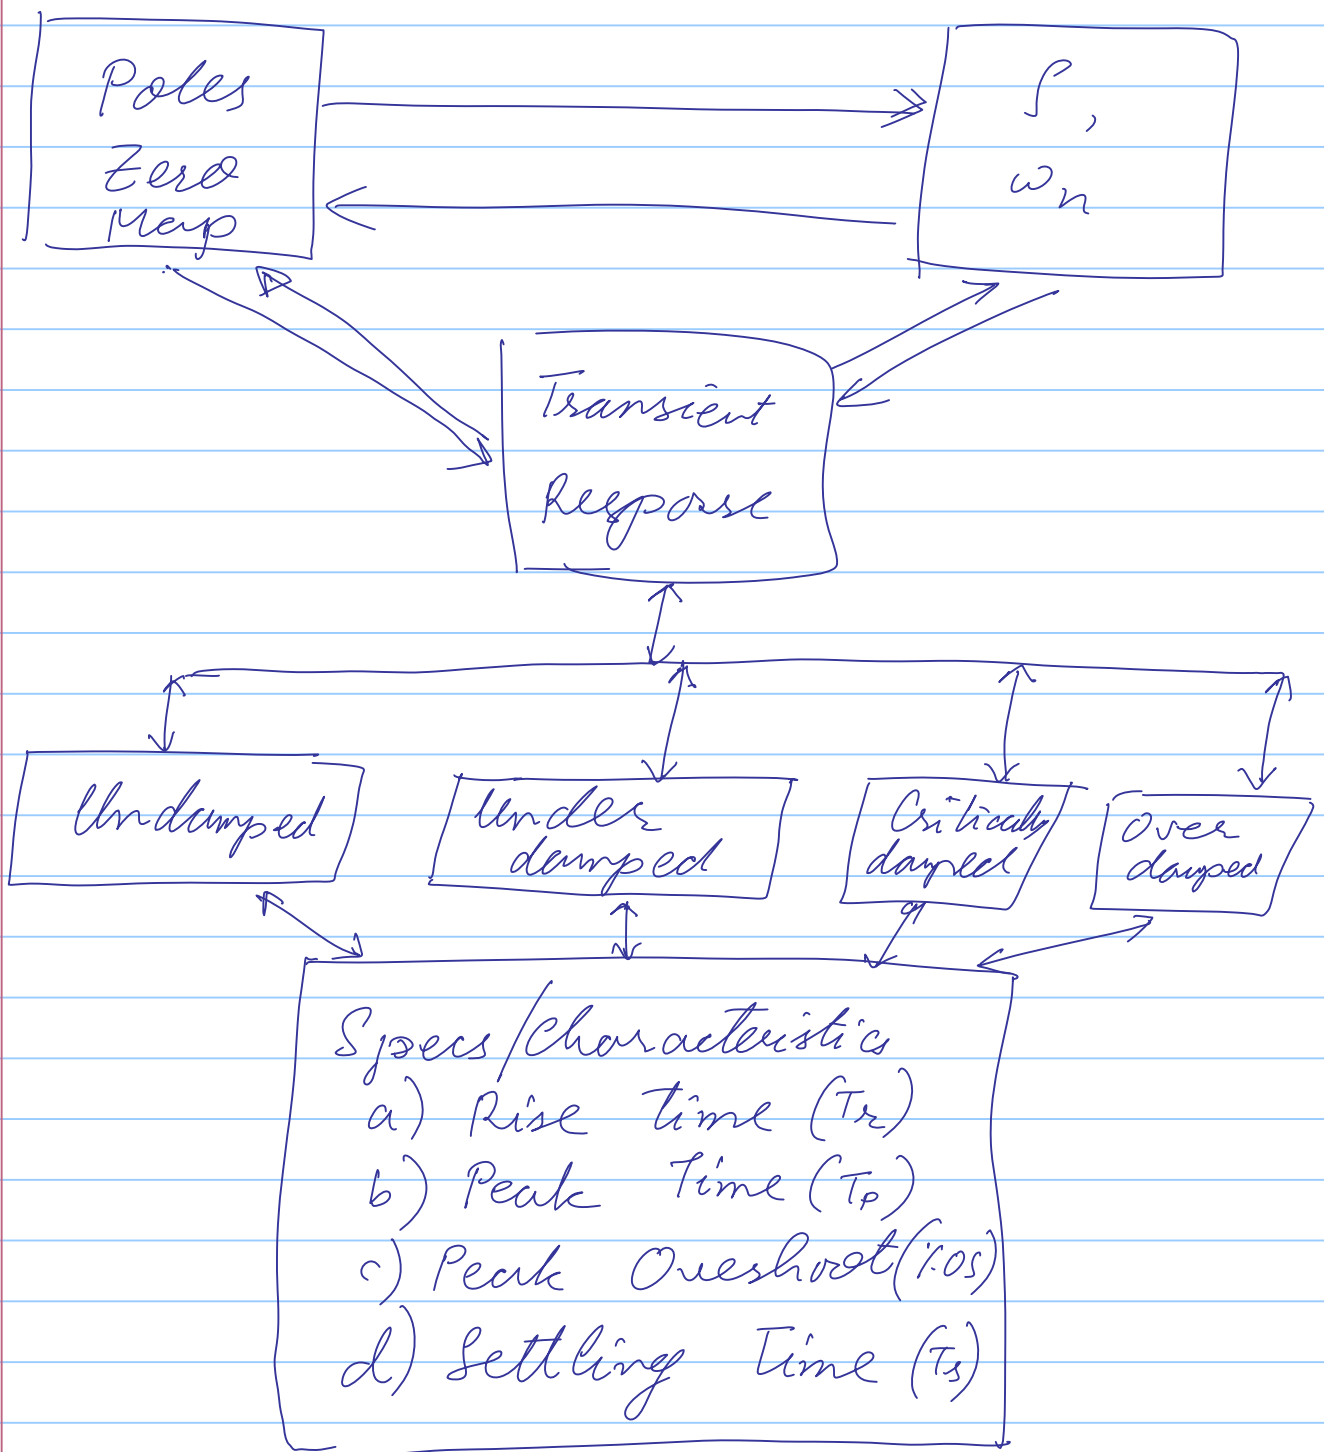 Poles
Zero
Map
ζ,
ωn
Transient
Response
Undamped
Under
damped
Critically
damped
Over
damped
Specs/Characteristics
a) Rise time (Tr)
b) Peak Time (Tp)
c) Peak Overshoot (%OS)
d) Settling Time (Ts)